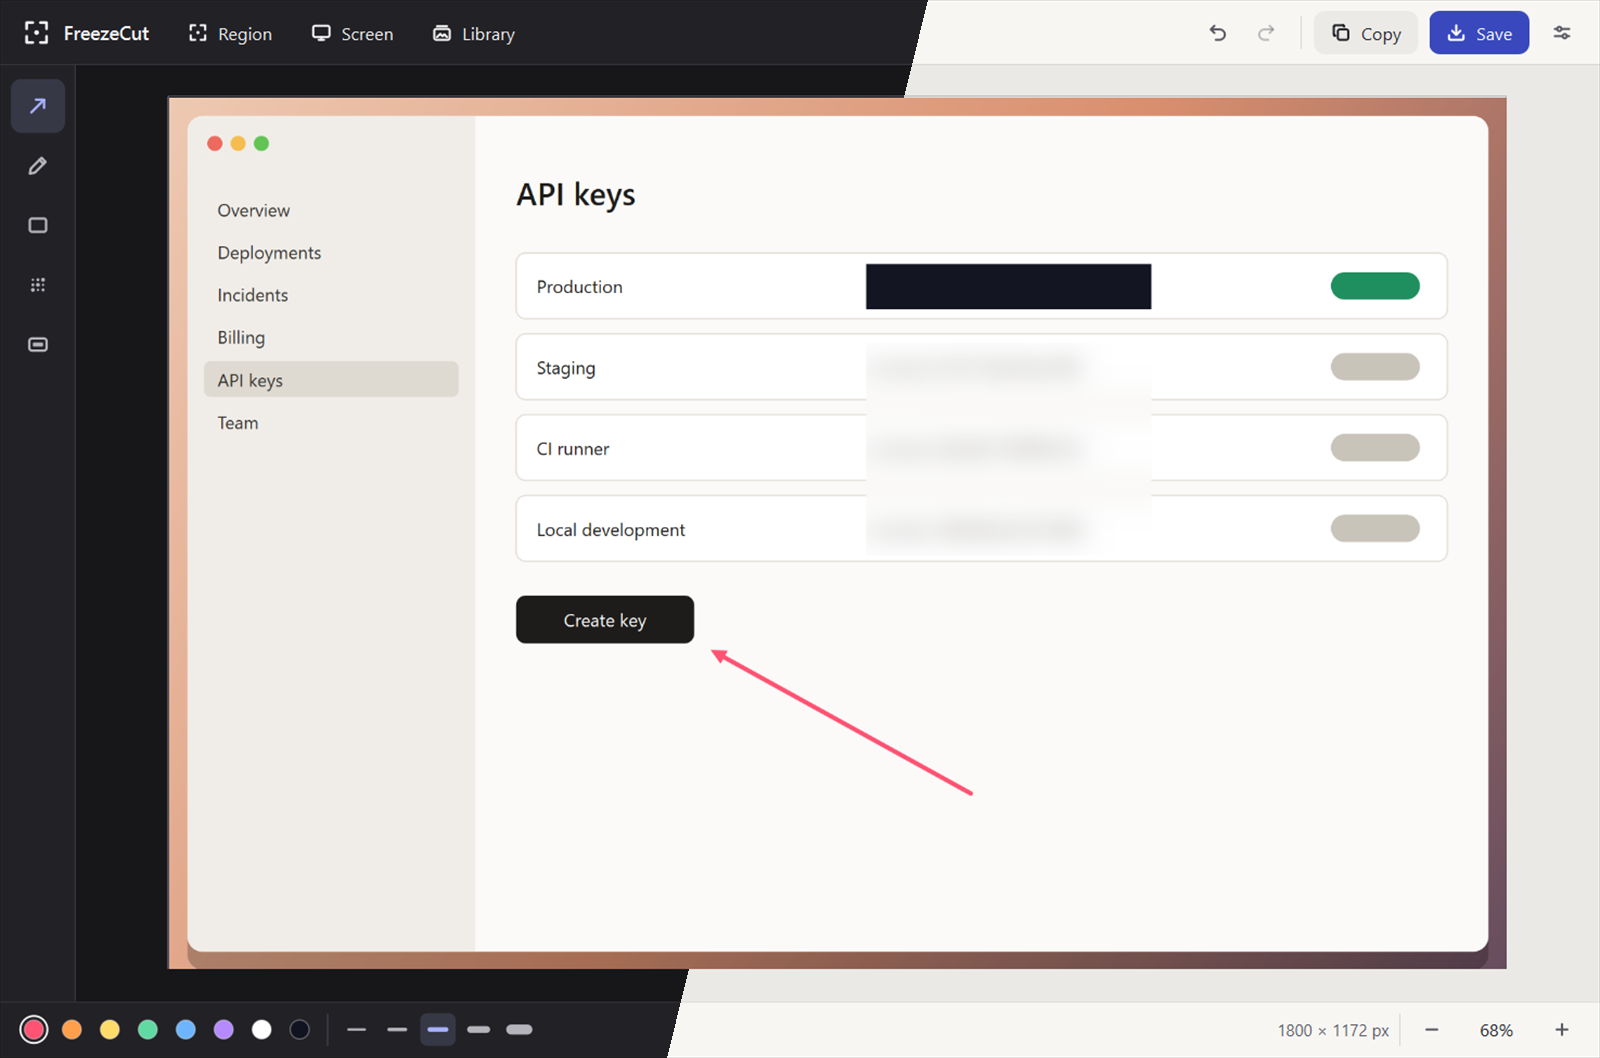 FreezeCut
Region
Screen
Library
Copy
Save
API keys
Overview
Deployments
Incidents
Billing
API keys
Team
Production
Staging
CI runner
Local development
Create key
1800 × 1172 px
68%